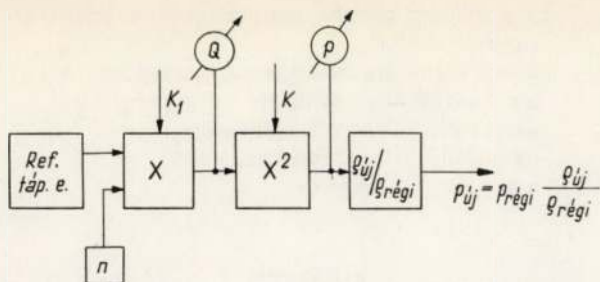 Q
p
K₁
K
Ref.
táp. e.
X
X²
ϱúj/ϱrégi
púj = prégi ϱúj/ϱrégi
n